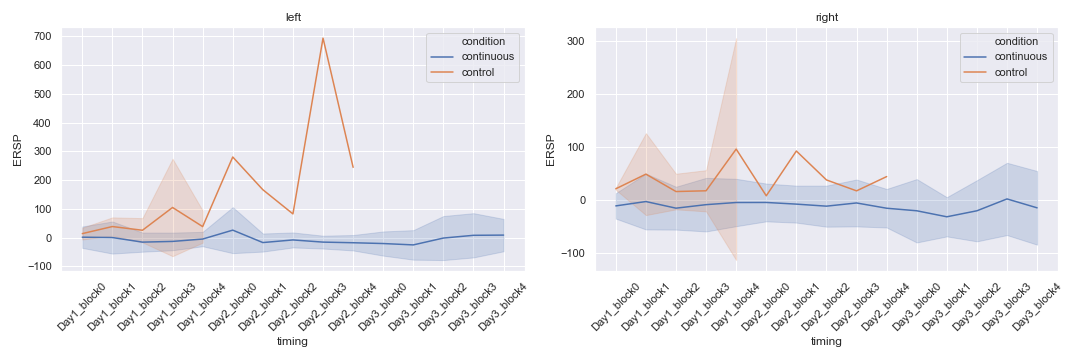 left
ERSP
700
600
500
400
300
200
100
0
−100
condition
continuous
control
Day1_block0
Day1_block1
Day1_block2
Day1_block3
Day1_block4
Day2_block0
Day2_block1
Day2_block2
Day2_block3
Day2_block4
Day3_block0
Day3_block1
Day3_block2
Day3_block3
Day3_block4
timing
right
ERSP
300
200
100
0
−100
condition
continuous
control
Day1_block0
Day1_block1
Day1_block2
Day1_block3
Day1_block4
Day2_block0
Day2_block1
Day2_block2
Day2_block3
Day2_block4
Day3_block0
Day3_block1
Day3_block2
Day3_block3
Day3_block4
timing